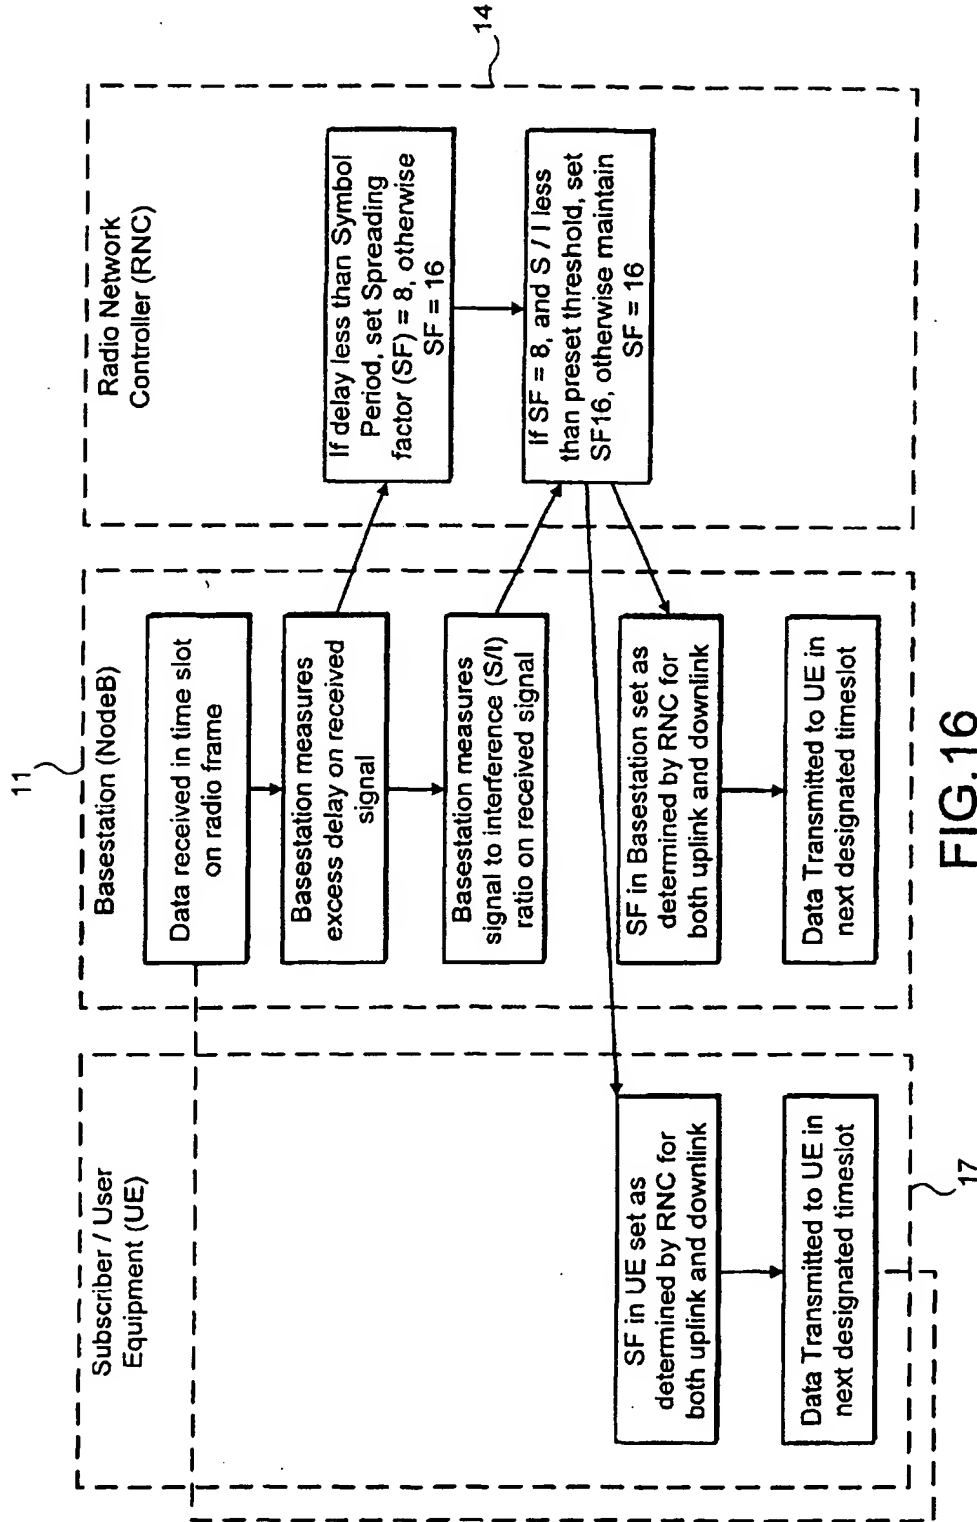 11
14
Subscriber / User
Equipment (UE)
Basestation (NodeB)
Radio Network
Controller (RNC)
Data received in time slot
on radio frame
Basestation measures
excess delay on received
signal
If delay less than Symbol
Period, set Spreading
factor (SF) = 8, otherwise
SF = 16
Basestation measures
signal to interference (S/I)
ratio on received signal
If SF = 8, and S / I less
than preset threshold, set
SF16, otherwise maintain
SF = 16
SF in UE set as
determined by RNC for
both uplink and downlink
SF in Basestation set as
determined by RNC for
both uplink and downlink
Data Transmitted to UE in
next designated timeslot
Data Transmitted to UE in
next designated timeslot
17
FIG.16